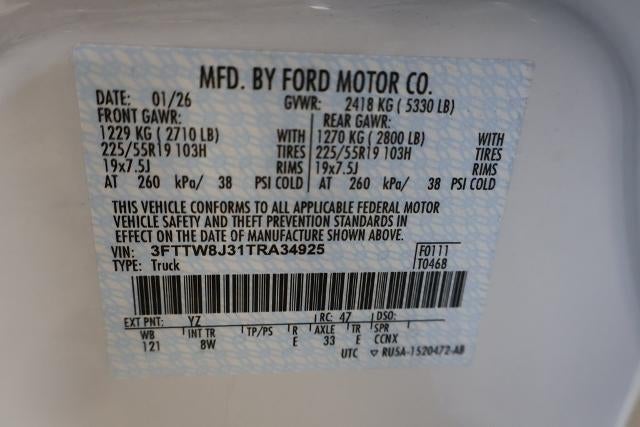 MFD. BY FORD MOTOR CO.
DATE: 01/26 GVWR: 2418 KG ( 5330 LB)
FRONT GAWR: REAR GAWR:
1229 KG ( 2710 LB) WITH 1270 KG ( 2800 LB) WITH
225/55R19 103H TIRES 225/55R19 103H TIRES
19x7.5J RIMS 19x7.5J RIMS
AT 260 kPa/ 38 PSI COLD AT 260 kPa/ 38 PSI COLD
THIS VEHICLE CONFORMS TO ALL APPLICABLE FEDERAL MOTOR
VEHICLE SAFETY AND THEFT PREVENTION STANDARDS IN
EFFECT ON THE DATE OF MANUFACTURE SHOWN ABOVE.
VIN: 3FTTW8J31TRA34925 F0111
TYPE: Truck T0468
EXT PNT: YZ RC: 47 DSO:
WB INT TR TP/PS R AXLE TR SPR
121 8W E 33 E CCNX
UTC ▽ RU5A-1520472-AB